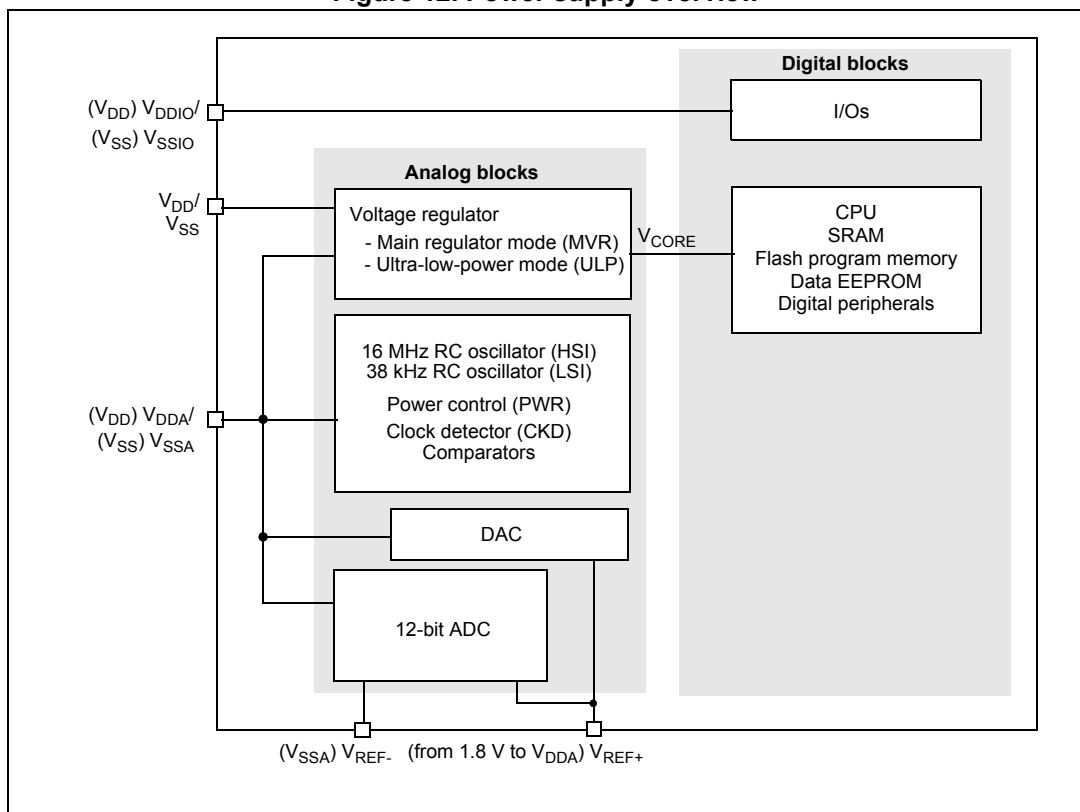 Figure 12. Power supply overview
Digital blocks
I/Os
(VDD) VDDIO/
(VSS) VSSIO
Analog blocks
VDD/
VSS
Voltage regulator
- Main regulator mode (MVR)
- Ultra-low-power mode (ULP)
VCORE
CPU
SRAM
Flash program memory
Data EEPROM
Digital peripherals
16 MHz RC oscillator (HSI)
38 kHz RC oscillator (LSI)
Power control (PWR)
Clock detector (CKD)
Comparators
(VDD) VDDA/
(VSS) VSSA
DAC
12-bit ADC
(VSSA) VREF-
(from 1.8 V to VDDA) VREF+